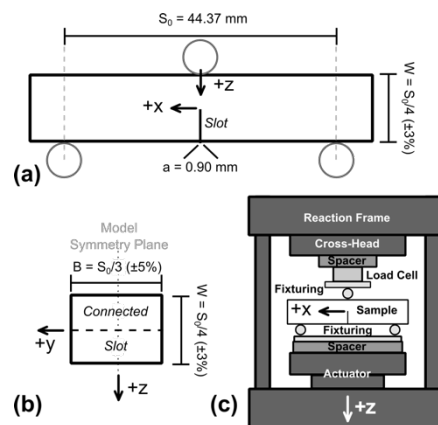 S₀ = 44.37 mm
+z
+x
Slot
W = S₀/4 (±3%)
a = 0.90 mm
(a)
Model
Symmetry Plane
B = S₀/3 (±5%)
Connected
Slot
W = S₀/4 (±3%)
+y
+z
(b)
Reaction Frame
Cross-Head
Spacer
Load Cell
Fixturing
+x
Sample
Fixturing
Spacer
Actuator
+z
(c)